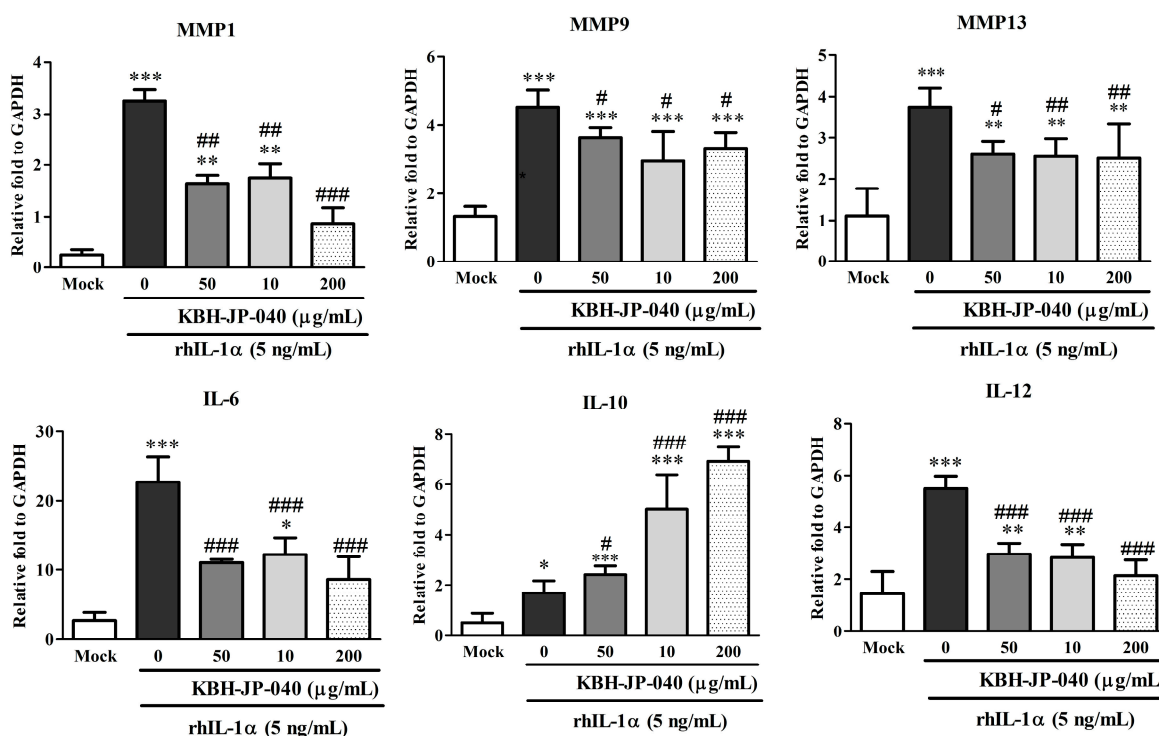 MMP1
Relative fold to GAPDH
4
3
2
1
0
***
##
**
##
**
###
Mock 0 50 10 200
KBH-JP-040 (μg/mL)
rhIL-1α (5 ng/mL)
MMP9
Relative fold to GAPDH
6
4
2
0
***
*
#
***
#
***
#
***
Mock 0 50 10 200
KBH-JP-040 (μg/mL)
rhIL-1α (5 ng/mL)
MMP13
Relative fold to GAPDH
5
4
3
2
1
0
***
#
**
##
**
##
**
Mock 0 50 10 200
KBH-JP-040 (μg/mL)
rhIL-1α (5 ng/mL)
IL-6
Relative fold to GAPDH
30
20
10
0
***
###
###
*
###
Mock 0 50 10 200
KBH-JP-040 (μg/mL)
rhIL-1α (5 ng/mL)
IL-10
Relative fold to GAPDH
8
6
4
2
0
*
#
***
###
***
###
***
Mock 0 50 10 200
KBH-JP-040 (μg/mL)
rhIL-1α (5 ng/mL)
IL-12
Relative fold to GAPDH
8
6
4
2
0
***
###
**
###
**
###
Mock 0 50 10 200
KBH-JP-040 (μg/mL
rhIL-1α (5 ng/mL)